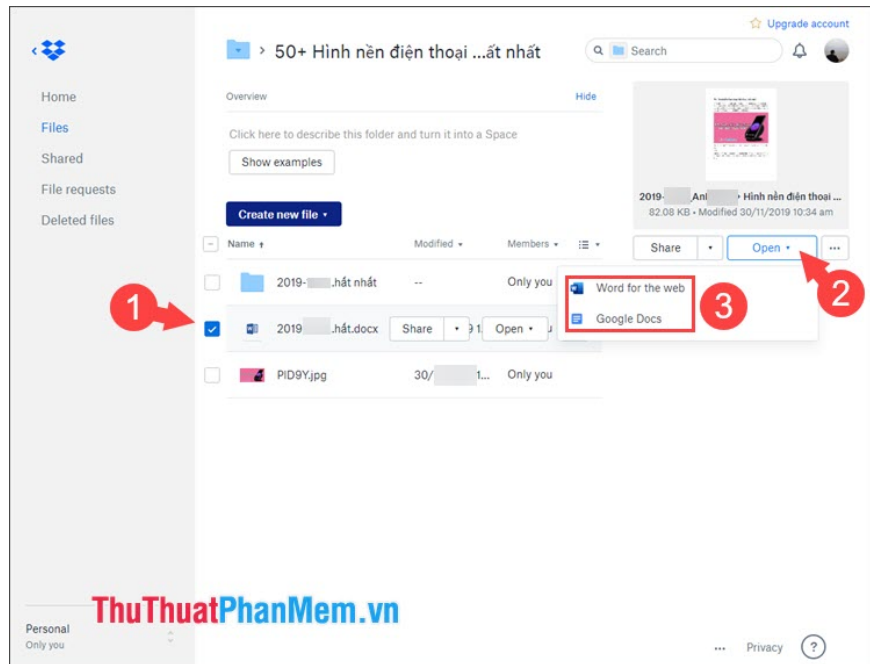 Upgrade account
50+ Hình nền điện thoại ...ất nhất
Search
Home
Files
Shared
File requests
Deleted files
Overview
Hide
Click here to describe this folder and turn it into a Space
Show examples
2019- Anl Hình nền điện thoại ...
82.08 KB • Modified 30/11/2019 10:34 am
Create new file
Share
Open
...
Name ↑
Modified
Members
2019- .hất nhất
--
Only you
Word for the web
Google Docs
1
2
3
2019 .hất.docx
Share
9 1.
Open
PID9Y.jpg
30/ 1...
Only you
ThuThuatPhanMem.vn
Personal
Only you
...
Privacy
?